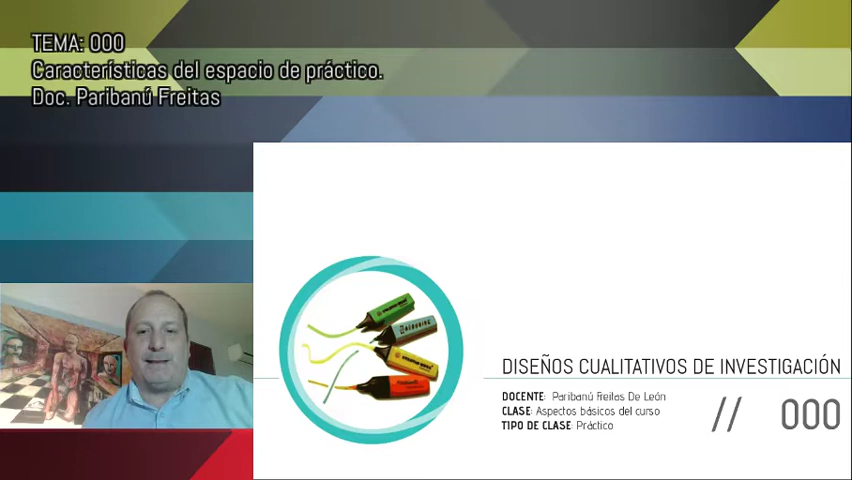 TEMA: 000
Características del espacio de práctico.
Doc. Paribanú Freitas
DISEÑOS CUALITATIVOS DE INVESTIGACIÓN
DOCENTE: Paribanú Freitas De León
CLASE: Aspectos básicos del curso
TIPO DE CLASE: Práctico
// 000